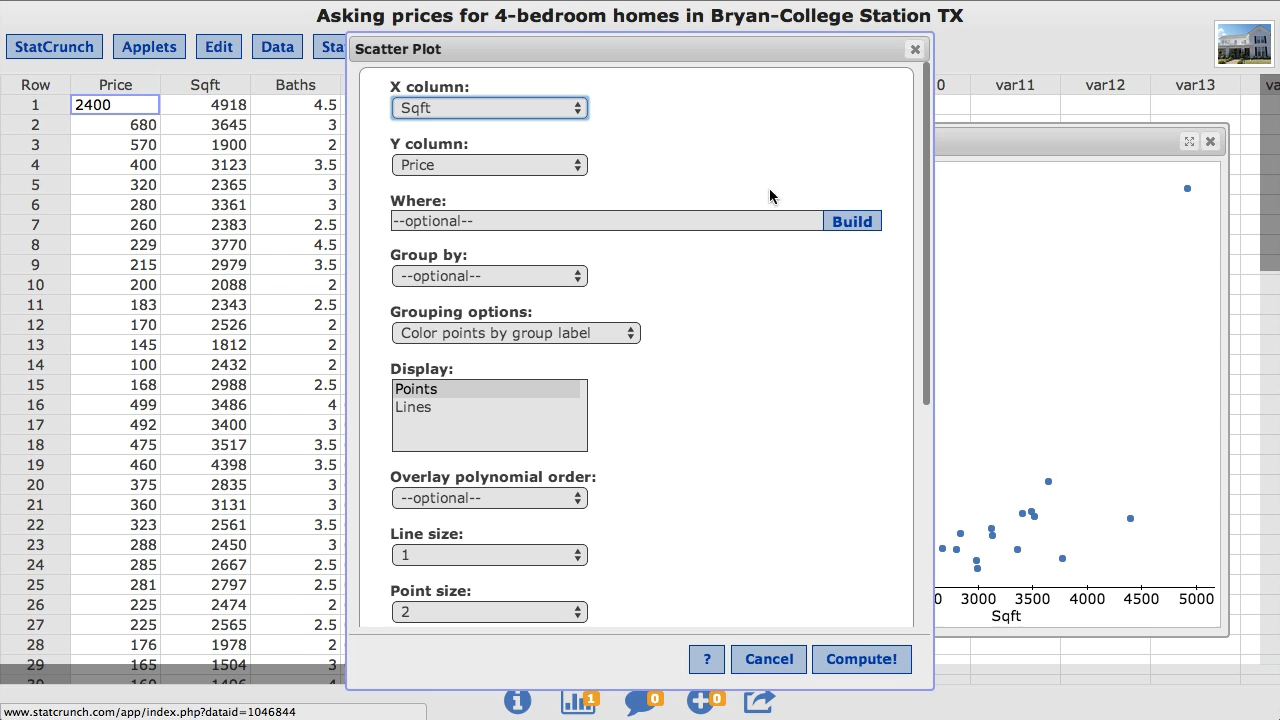 Asking prices for 4-bedroom homes in Bryan-College Station TX
StatCrunch Applets Edit Data Sta
Scatter Plot
Row Price Sqft Baths 0 var11 var12 var13 va
1 2400 4918 4.5
2 680 3645 3
3 570 1900 2
4 400 3123 3.5
5 320 2365 3
6 280 3361 3
7 260 2383 2.5
8 229 3770 4.5
9 215 2979 3.5
10 200 2088 2
11 183 2343 2.5
12 170 2526 2
13 145 1812 2
14 100 2432 2
15 168 2988 2.5
16 499 3486 4
17 492 3400 3
18 475 3517 3.5
19 460 4398 3.5
20 375 2835 3
21 360 3131 3
22 323 2561 3.5
23 288 2450 3
24 285 2667 2.5
25 281 2797 2.5
26 225 2474 2
27 225 2565 2.5
28 176 1978 2
29 165 1504 3
30 160 1496
X column:
Sqft
Y column:
Price
Where:
--optional-- Build
Group by:
--optional--
Grouping options:
Color points by group label
Display:
Points
Lines
Overlay polynomial order:
--optional--
Line size:
1
Point size:
2
? Cancel Compute!
0 3000 3500 4000 4500 5000
Sqft
1 0 0
www.statcrunch.com/app/index.php?dataid=1046844